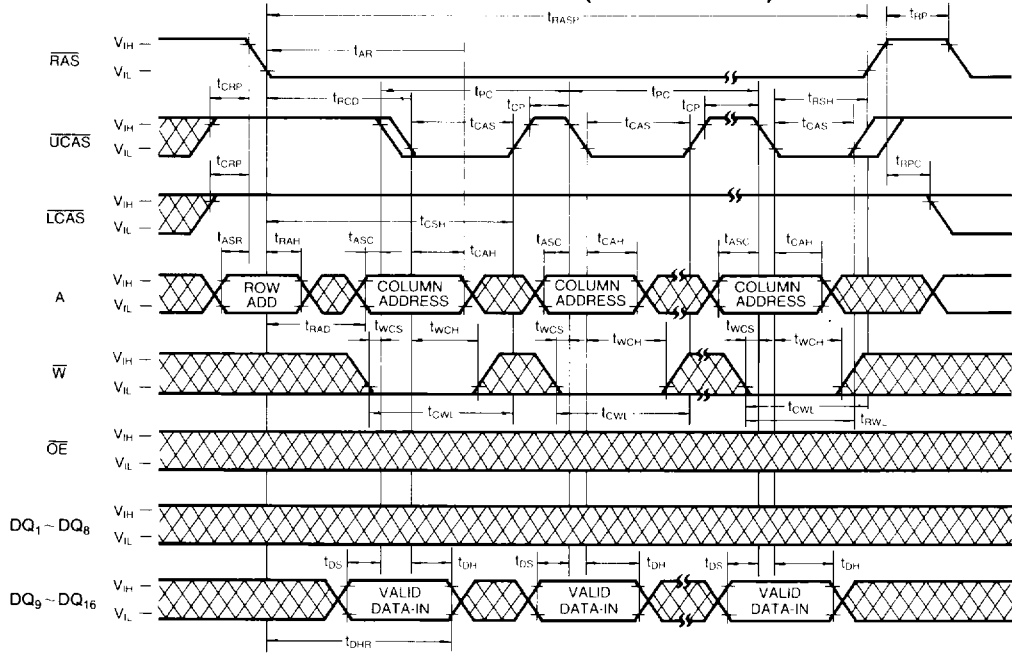 tRASP tRP
VIH
RAS tAR
VIL
tCRP tRCD tPC tCP tPC tCP tRSH
VIH
UCAS tCAS tCAS tCAS
VIL
tCRP tRPC
VIH
LCAS
VIL
tCSH
tASR tRAH tASC tCAH tASC tCAH tASC tCAH
VIH
A ROW ADD COLUMN ADDRESS COLUMN ADDRESS COLUMN ADDRESS
VIL
tRAD tWCS tWCH tWCS tWCH tWCS tWCH
VIH
W
VIL
tCWL tCWL tCWL
tRWL
VIH
OE
VIL
VIH
DQ1~DQ8
VIL
tDS tDH tDS tDH tDS tDH
VIH
DQ9~DQ16 VALID DATA-IN VALID DATA-IN VALID DATA-IN
VIL
tDHR